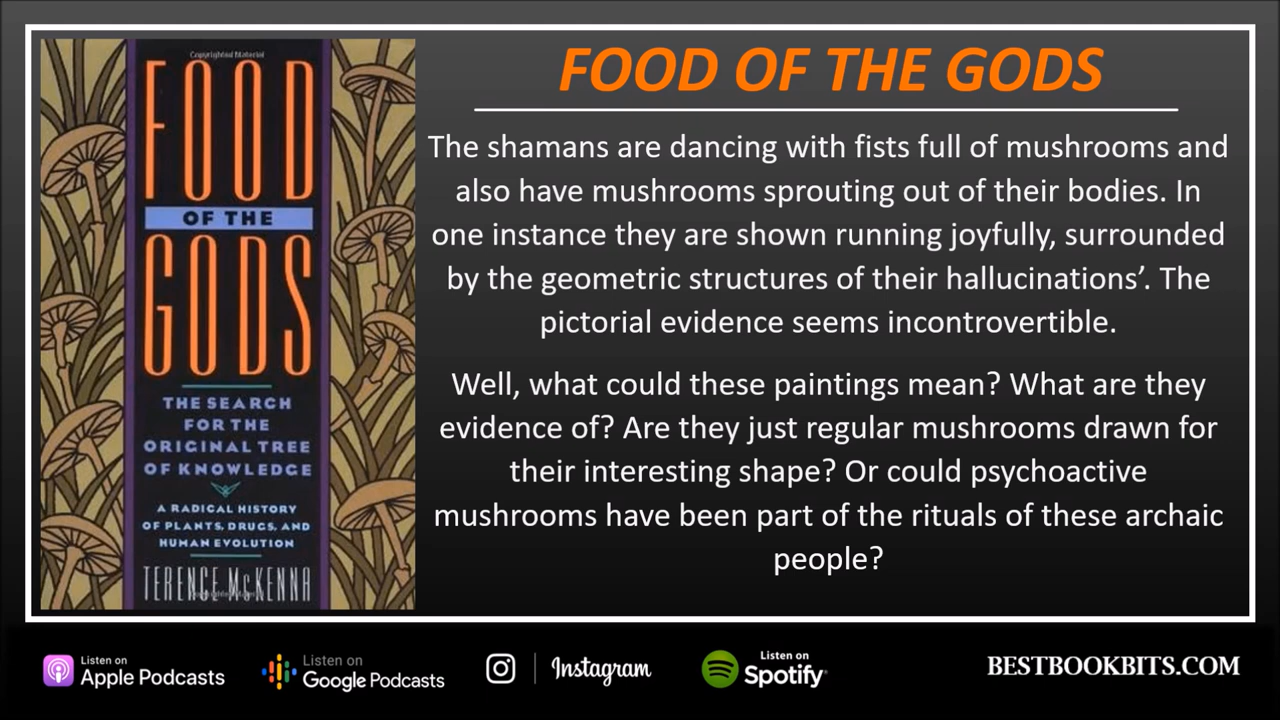 Copyrighted Material
FOOD
OF THE
GODS
THE SEARCH
FOR THE
ORIGINAL TREE
OF KNOWLEDGE
A RADICAL HISTORY
OF PLANTS, DRUGS, AND
HUMAN EVOLUTION
TERENCE McKENNA
FOOD OF THE GODS
The shamans are dancing with fists full of mushrooms and
also have mushrooms sprouting out of their bodies. In
one instance they are shown running joyfully, surrounded
by the geometric structures of their hallucinations’. The
pictorial evidence seems incontrovertible.
Well, what could these paintings mean? What are they
evidence of? Are they just regular mushrooms drawn for
their interesting shape? Or could psychoactive
mushrooms have been part of the rituals of these archaic
people?
Listen on
Apple Podcasts
Listen on
Google Podcasts
Instagram
Listen on
Spotify
BESTBOOKBITS.COM